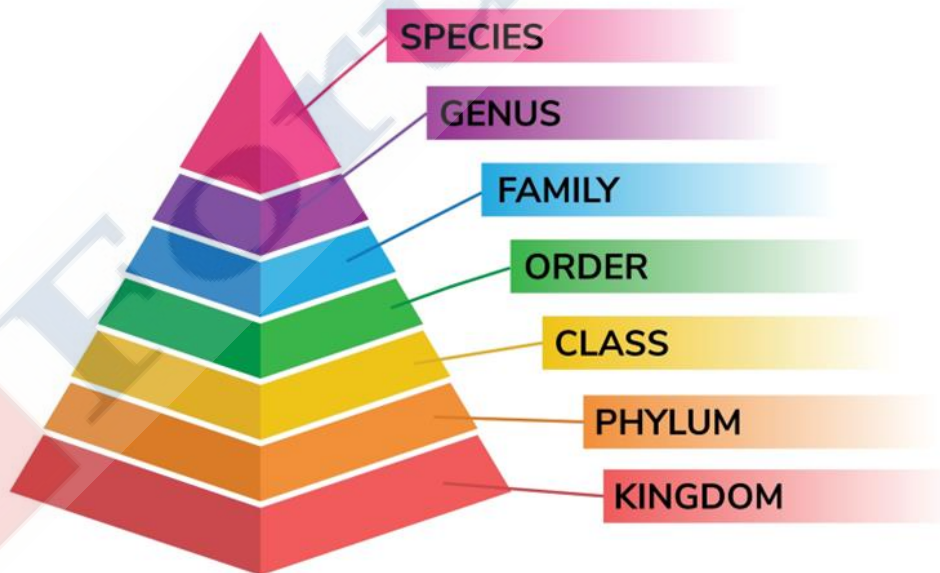 SPECIES
GENUS
FAMILY
ORDER
CLASS
PHYLUM
KINGDOM